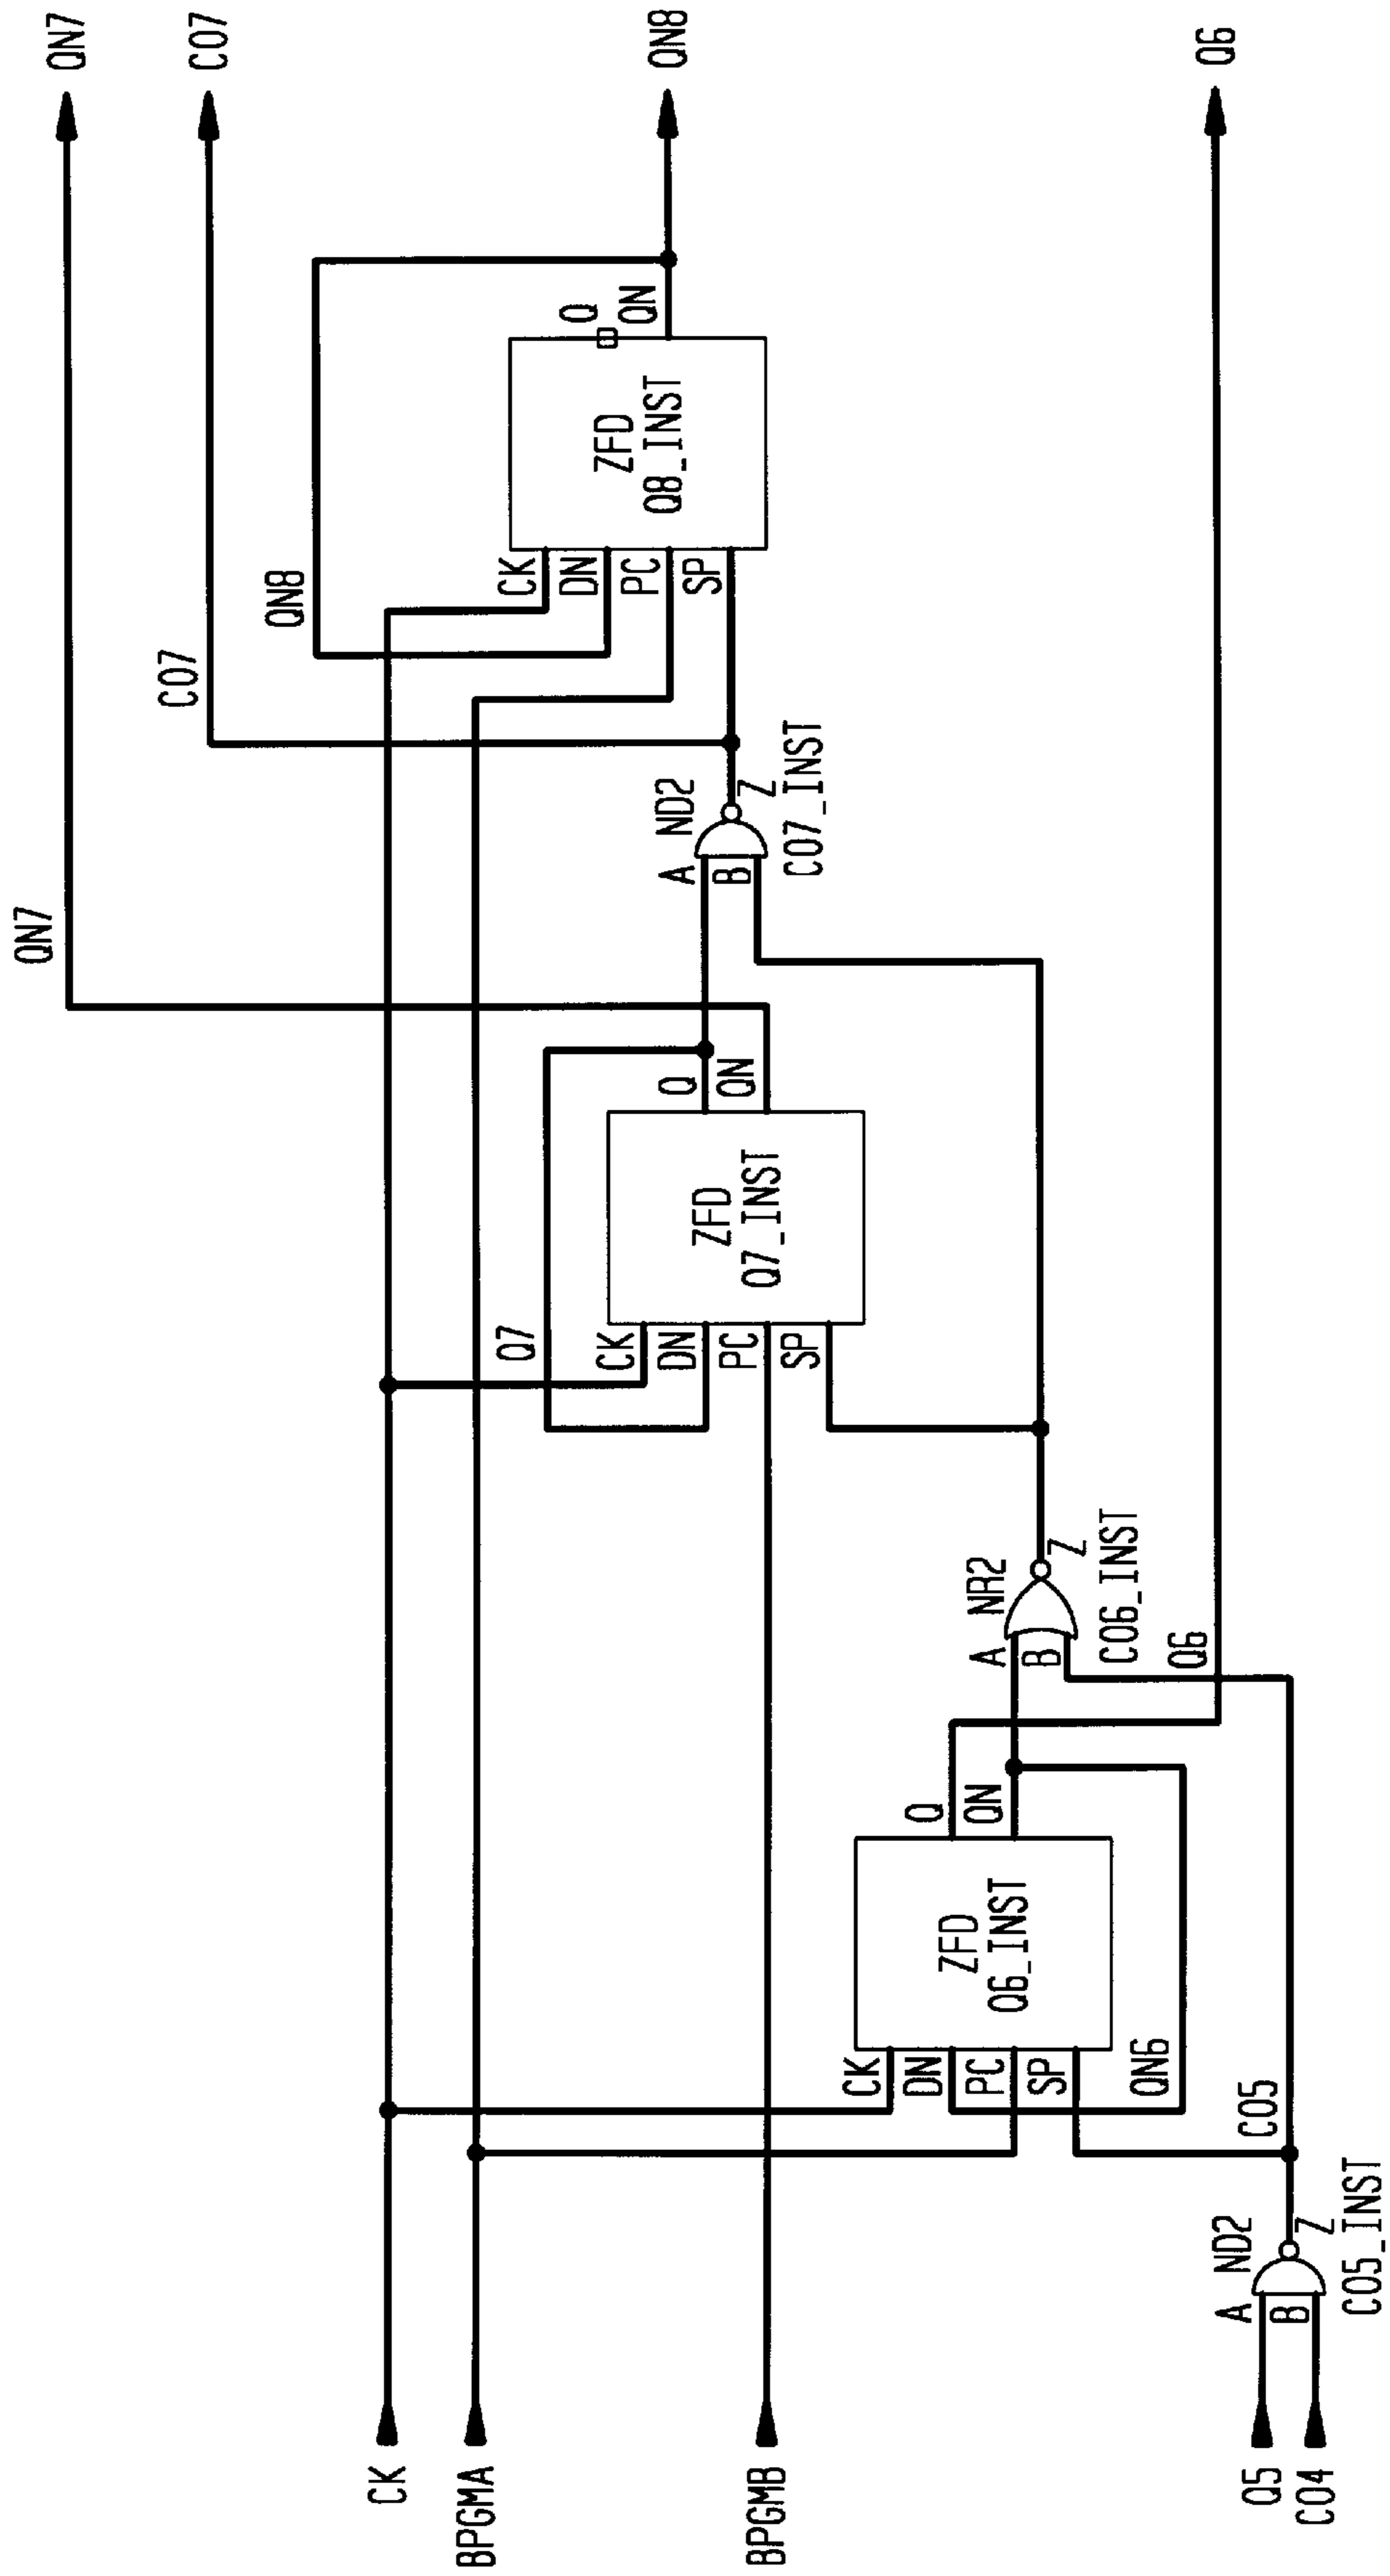 QN7
CO7
QN8
Q6
QN7
CO7
QN8
CK
DN
PC
SP
ZFD
Q8_INST
Q
QN
ND2
A
B
Z
CO7_INST
Q7
CK
DN
PC
SP
ZFD
Q7_INST
Q
QN
NR2
A
B
Z
CO6_INST
Q6
CK
DN
PC
SP
ZFD
Q6_INST
Q
QN
QN6
CO5
ND2
A
B
Z
CO5_INST
CK
BPGMA
BPGMB
Q5
CO4